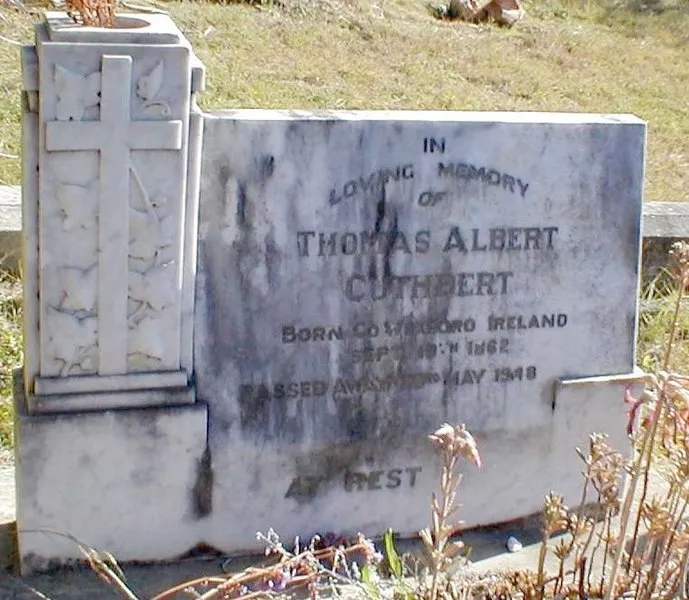 IN
LOVING MEMORY
OF
THOMAS ALBERT
CUTHBERT
BORN CO WEXFORD IRELAND
SEPT 18TH 1862
PASSED AWAY MAY 1948
AT REST